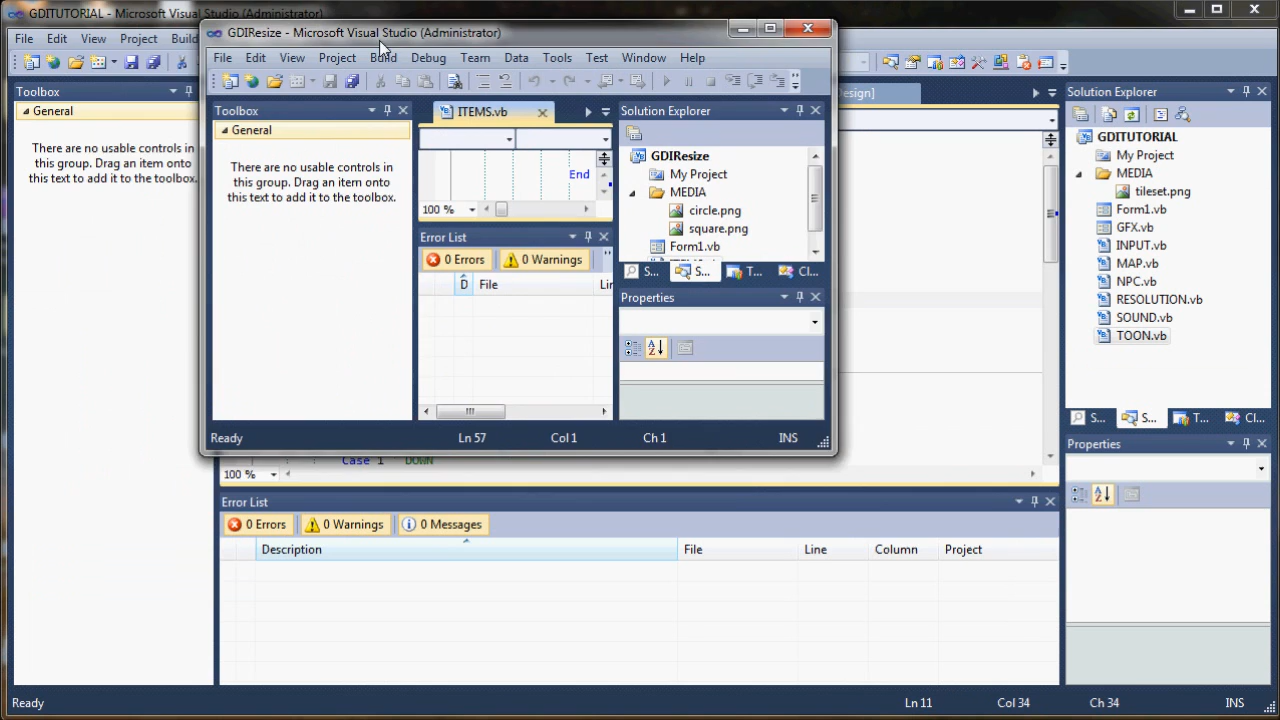 GDITUTORIAL - Microsoft Visual Studio (Administrator)
File Edit View Project Build
Toolbox
General
There are no usable controls in
this group. Drag an item onto
this text to add it to the toolbox.
GDIResize - Microsoft Visual Studio (Administrator)
File Edit View Project Build Debug Team Data Tools Test Window Help
Toolbox
General
There are no usable controls in
this group. Drag an item onto
this text to add it to the toolbox.
ITEMS.vb
End
100 %
Error List
0 Errors 0 Warnings
D File Lin
Solution Explorer
GDIResize
My Project
MEDIA
circle.png
square.png
Form1.vb
S... S... T... Cl...
Properties
Ready Ln 57 Col 1 Ch 1 INS
Design]
Case 1 'DOWN
100 %
Error List
0 Errors 0 Warnings 0 Messages
Description File Line Column Project
Solution Explorer
GDITUTORIAL
My Project
MEDIA
tileset.png
Form1.vb
GFX.vb
INPUT.vb
MAP.vb
NPC.vb
RESOLUTION.vb
SOUND.vb
TOON.vb
S... S... T... Cl...
Properties
Ready Ln 11 Col 34 Ch 34 INS